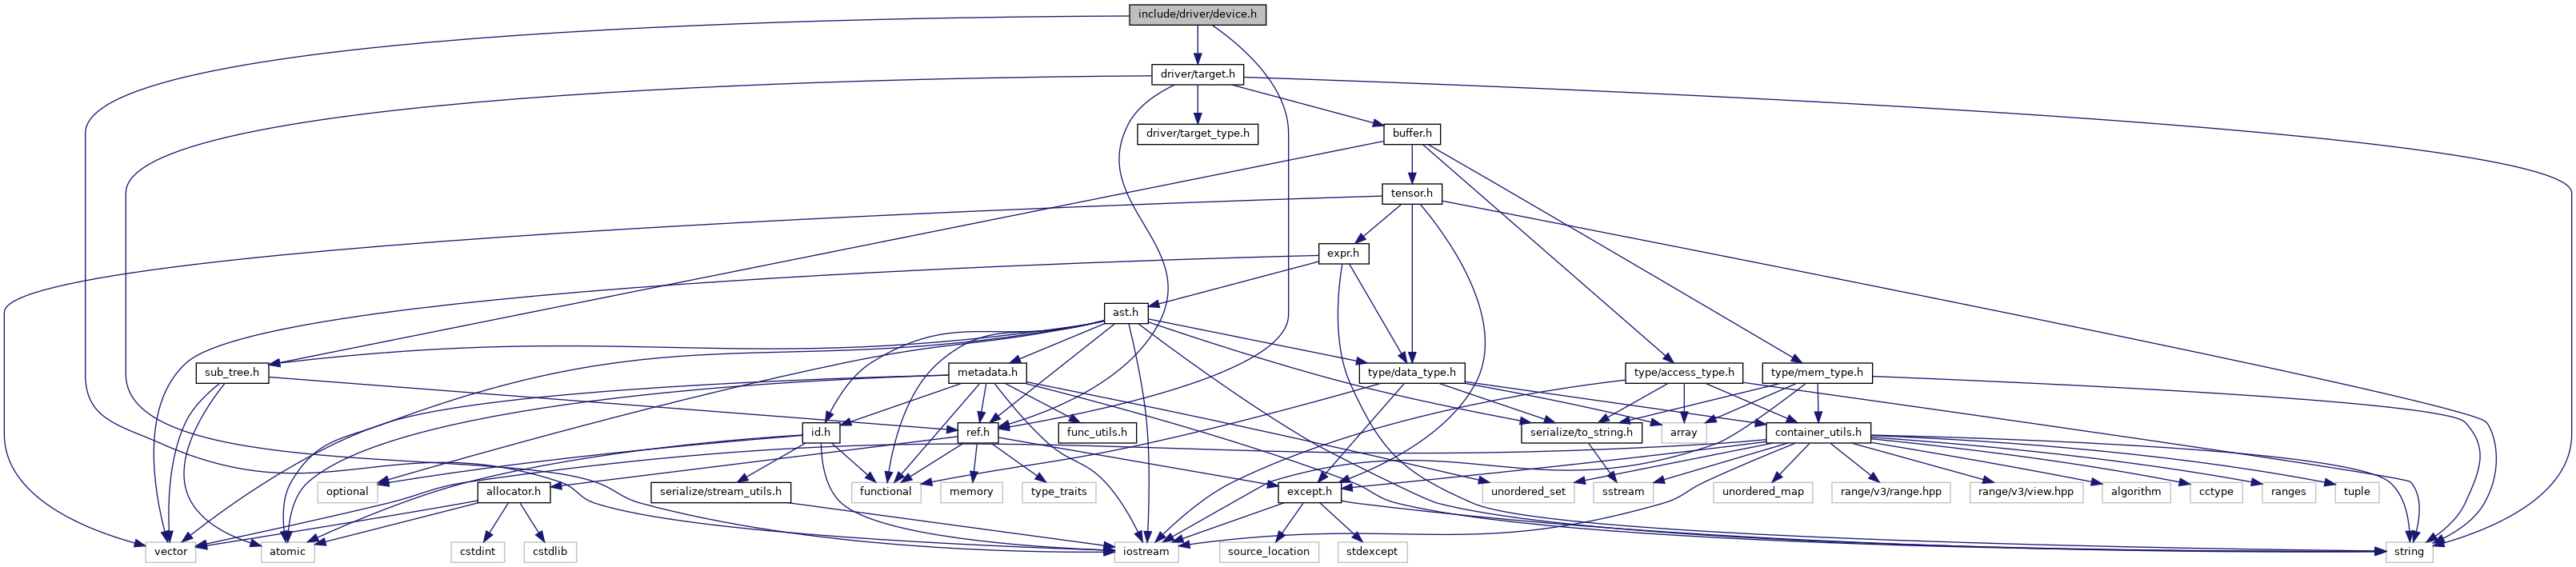 include/driver/device.h
driver/target.h
driver/target_type.h
buffer.h
tensor.h
expr.h
ast.h
sub_tree.h
metadata.h
type/data_type.h
type/access_type.h
type/mem_type.h
id.h
ref.h
func_utils.h
serialize/to_string.h
array
container_utils.h
optional
allocator.h
serialize/stream_utils.h
functional
memory
type_traits
except.h
unordered_set
sstream
unordered_map
range/v3/range.hpp
range/v3/view.hpp
algorithm
cctype
ranges
tuple
vector
atomic
cstdint
cstdlib
iostream
source_location
stdexcept
string